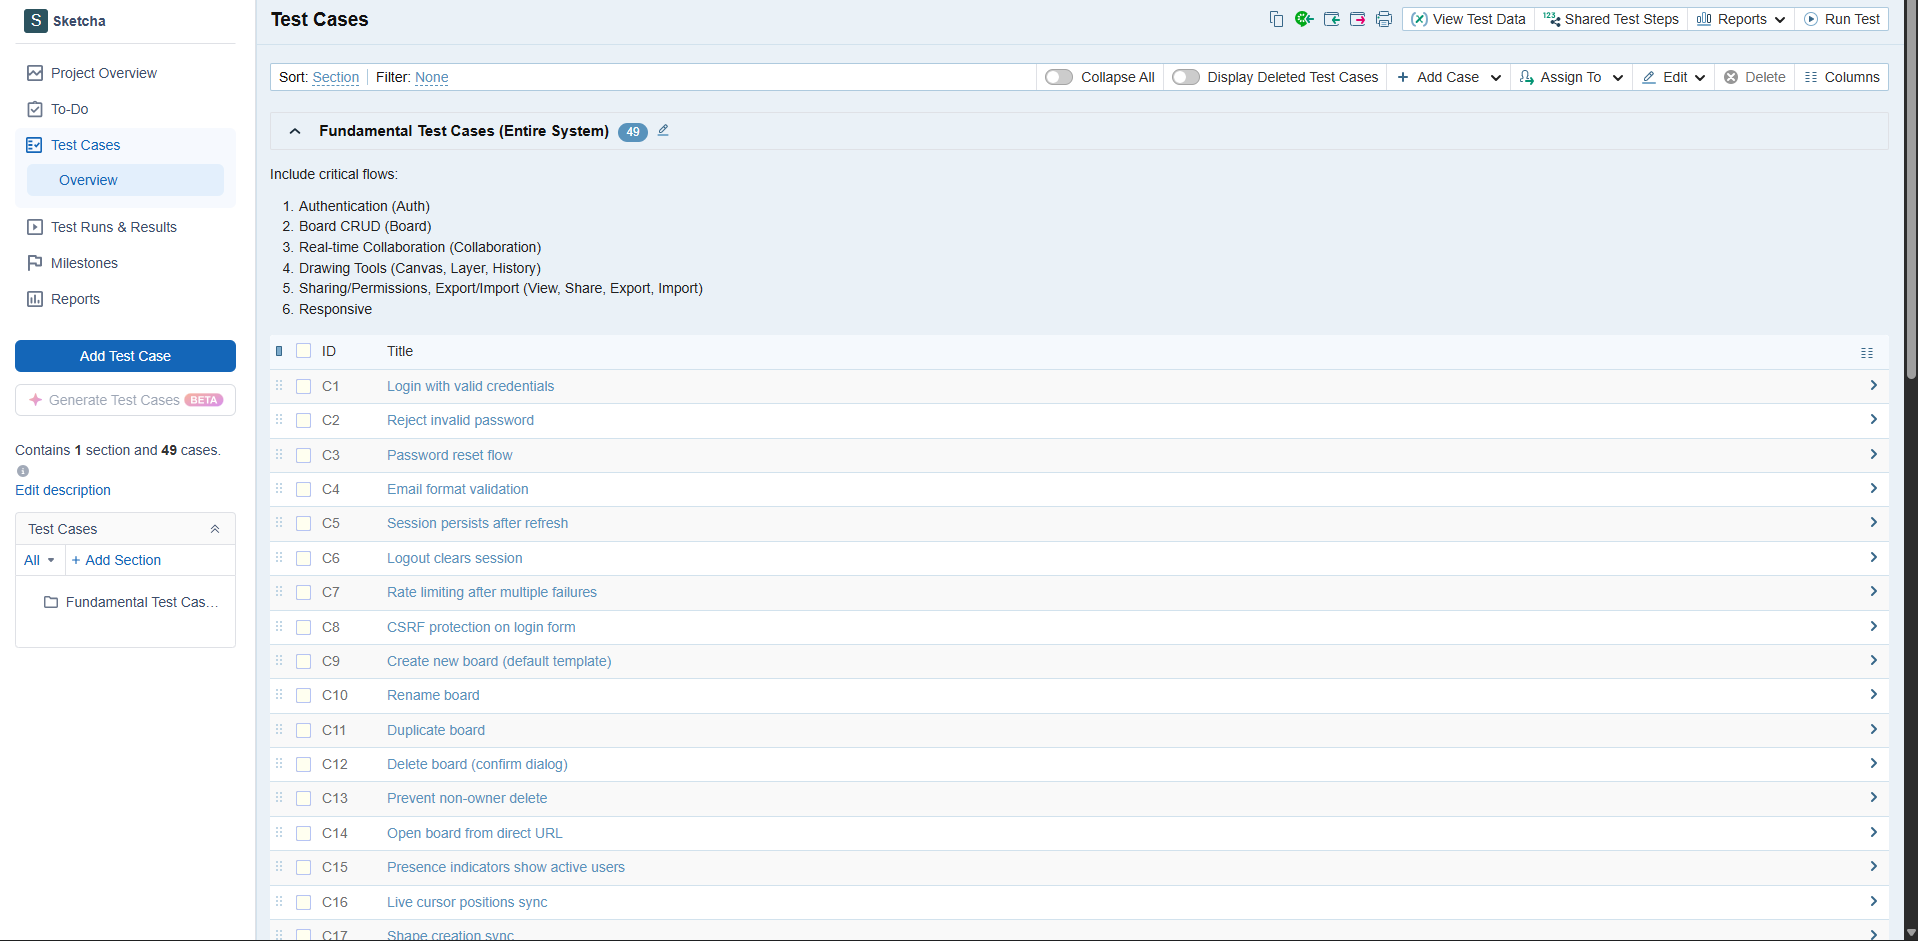 S Sketcha
Project Overview
To-Do
Test Cases
Overview
Test Runs & Results
Milestones
Reports
Add Test Case
Generate Test Cases BETA
Contains 1 section and 49 cases.
Edit description
Test Cases
All
+ Add Section
Fundamental Test Cas...
Test Cases
View Test Data
123 Shared Test Steps
Reports
Run Test
Sort: Section
Filter: None
Collapse All
Display Deleted Test Cases
+ Add Case
Assign To
Edit
Delete
Columns
Fundamental Test Cases (Entire System) 49
Include critical flows:
1. Authentication (Auth)
2. Board CRUD (Board)
3. Real-time Collaboration (Collaboration)
4. Drawing Tools (Canvas, Layer, History)
5. Sharing/Permissions, Export/Import (View, Share, Export, Import)
6. Responsive
ID Title
C1 Login with valid credentials
C2 Reject invalid password
C3 Password reset flow
C4 Email format validation
C5 Session persists after refresh
C6 Logout clears session
C7 Rate limiting after multiple failures
C8 CSRF protection on login form
C9 Create new board (default template)
C10 Rename board
C11 Duplicate board
C12 Delete board (confirm dialog)
C13 Prevent non-owner delete
C14 Open board from direct URL
C15 Presence indicators show active users
C16 Live cursor positions sync
C17 Shape creation sync